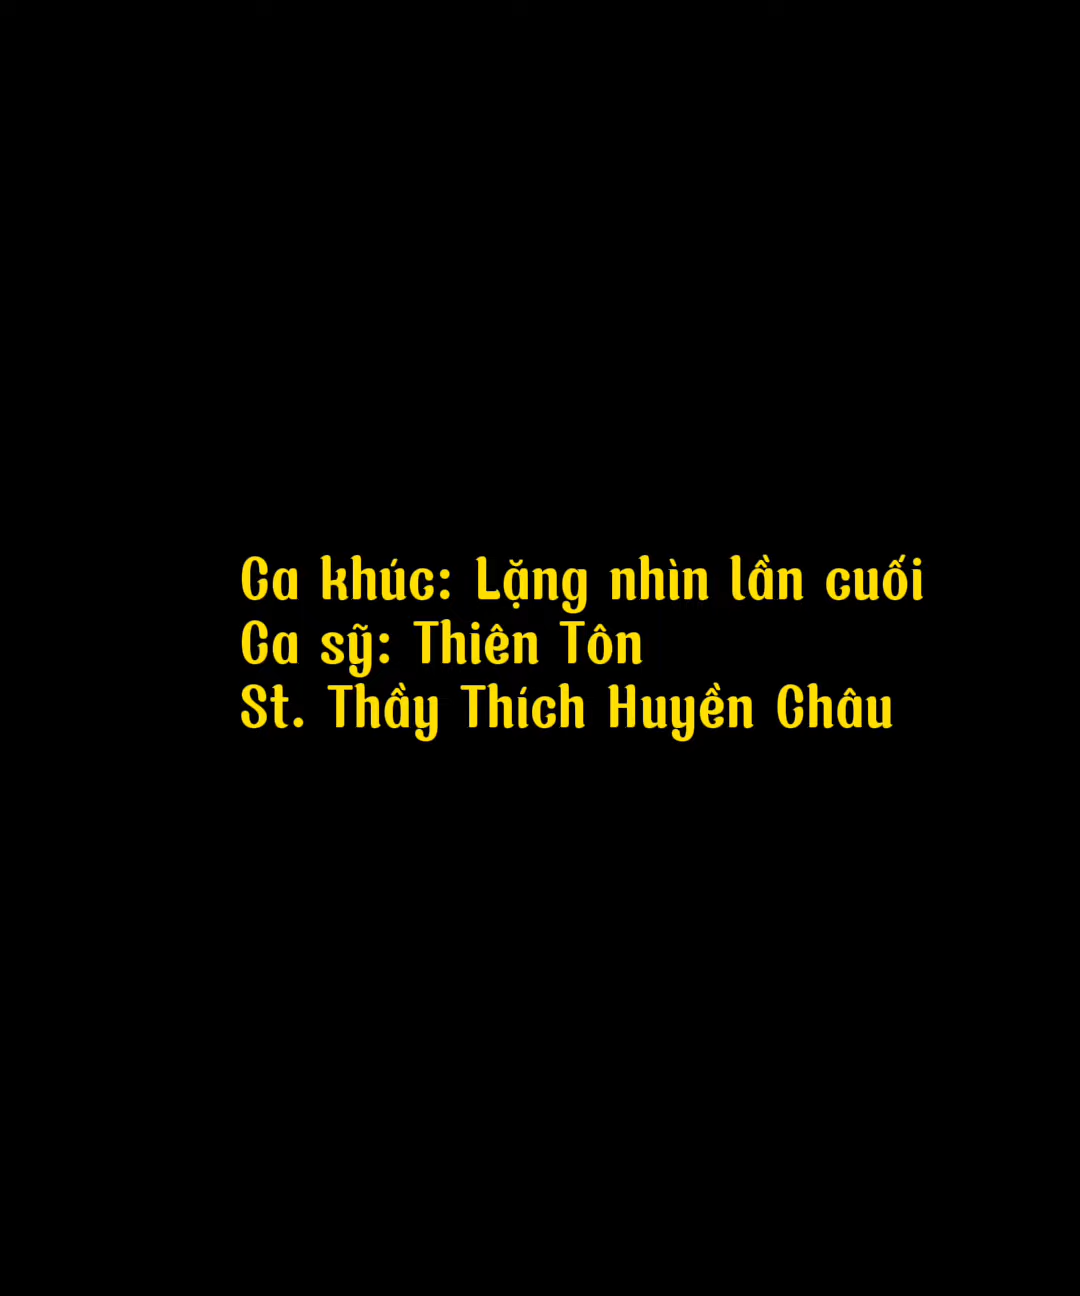 Ca khúc: Lặng nhìn lần cuối
Ca sỹ: Thiên Tôn
St. Thầy Thích Huyền Châu